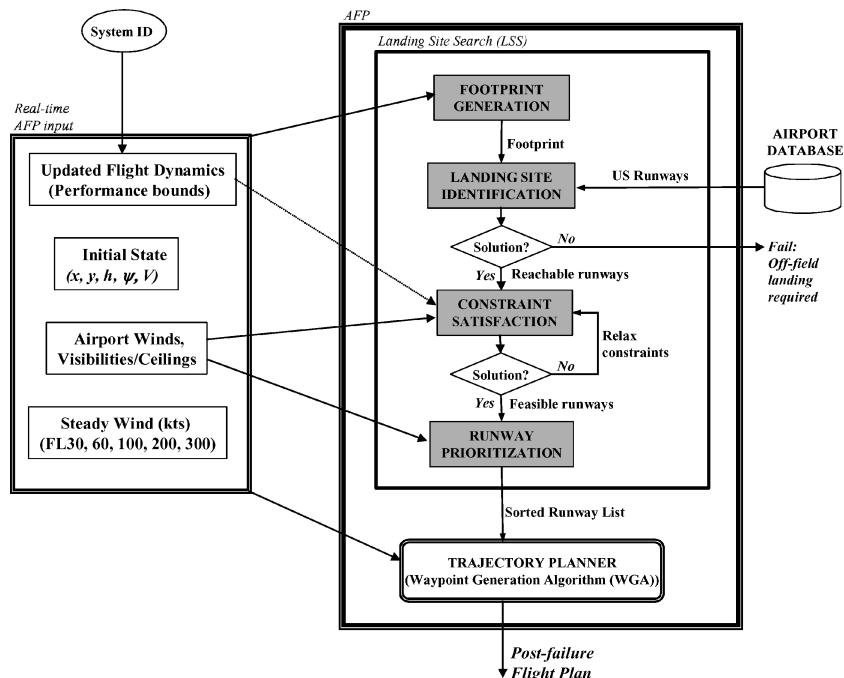 AFP
System ID
Landing Site Search (LSS)
Real-time
AFP input
FOOTPRINT
GENERATION
Footprint
AIRPORT
DATABASE
Updated Flight Dynamics
(Performance bounds)
LANDING SITE
IDENTIFICATION
US Runways
Initial State
(x, y, h, ψ, V)
Solution?
No
Fail:
Off-field
landing
required
Yes
Reachable runways
CONSTRAINT
SATISFACTION
Airport Winds,
Visibilities/Ceilings
Relax
constraints
Solution?
No
Yes
Feasible runways
Steady Wind (kts)
(FL30, 60, 100, 200, 300)
RUNWAY
PRIORITIZATION
Sorted Runway List
TRAJECTORY PLANNER
(Waypoint Generation Algorithm (WGA))
Post-failure
Flight Plan